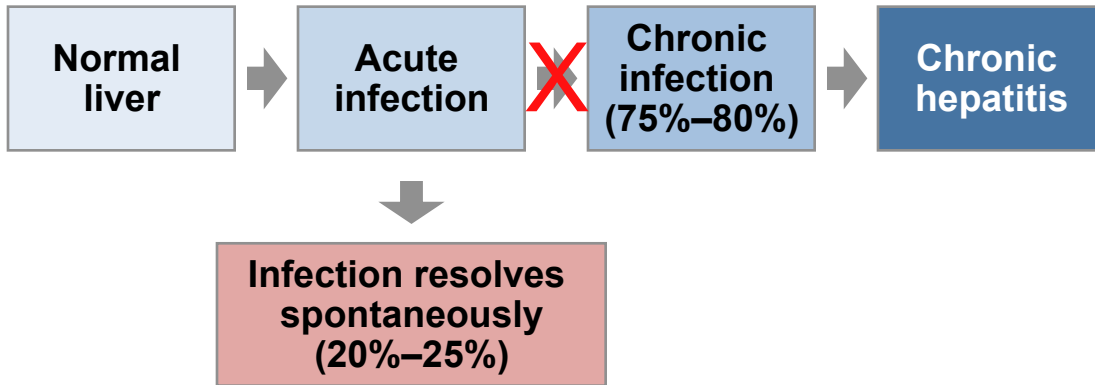 Normal
liver
Acute
infection
Chronic
infection
(75%–80%)
Chronic
hepatitis
Infection resolves
spontaneously
(20%–25%)